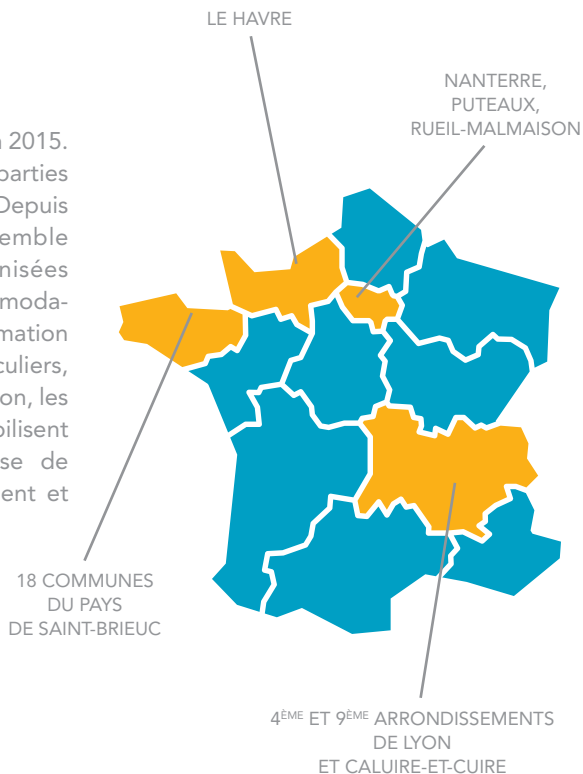 LE HAVRE
NANTERRE,
PUTEAUX,
RUEIL-MALMAISON
2015.
parties
Depuis
emble
nisées
moda-
mation
culiers,
on, les
bilisent
se de
ent et
18 COMMUNES
DU PAYS
DE SAINT-BRIEUC
4ÈME ET 9ÈME ARRONDISSEMENTS
DE LYON
ET CALUIRE-ET-CUIRE